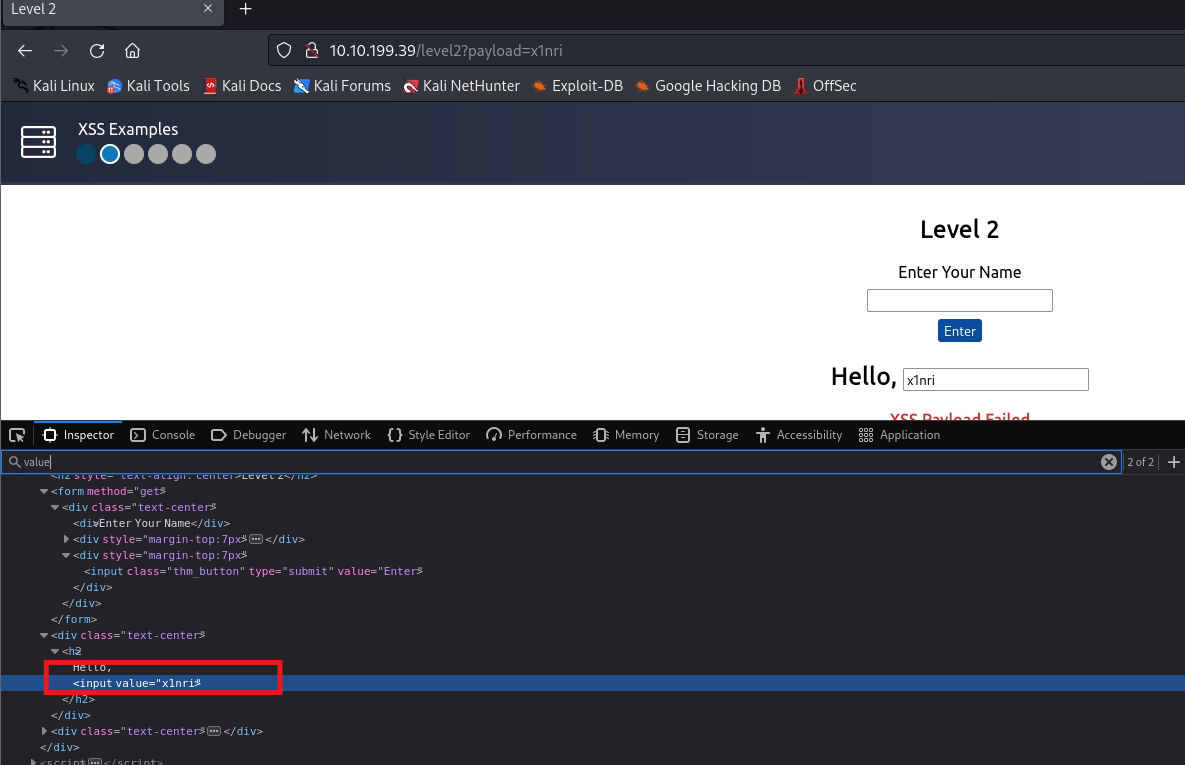 Level 2
10.10.199.39/level2?payload=x1nri
Kali Linux Kali Tools Kali Docs Kali Forums Kali NetHunter Exploit-DB Google Hacking DB OffSec
XSS Examples
Level 2
Enter Your Name
Enter
Hello, x1nri
XSS Payload Failed
Inspector Console Debugger Network Style Editor Performance Memory Storage Accessibility Application
value 2 of 2
<h2 style="text-align: center">Level 2</h2>
<form method="get">
<div class="text-center">
<div>Enter Your Name</div>
<div style="margin-top:7px"> ... </div>
<div style="margin-top:7px">
<input class="thm_button" type="submit" value="Enter">
</div>
</div>
</form>
<div class="text-center">
<h2>
Hello,
<input value="x1nri">
</h2>
</div>
<div class="text-center"> ... </div>
</div>
<script> ... </script>